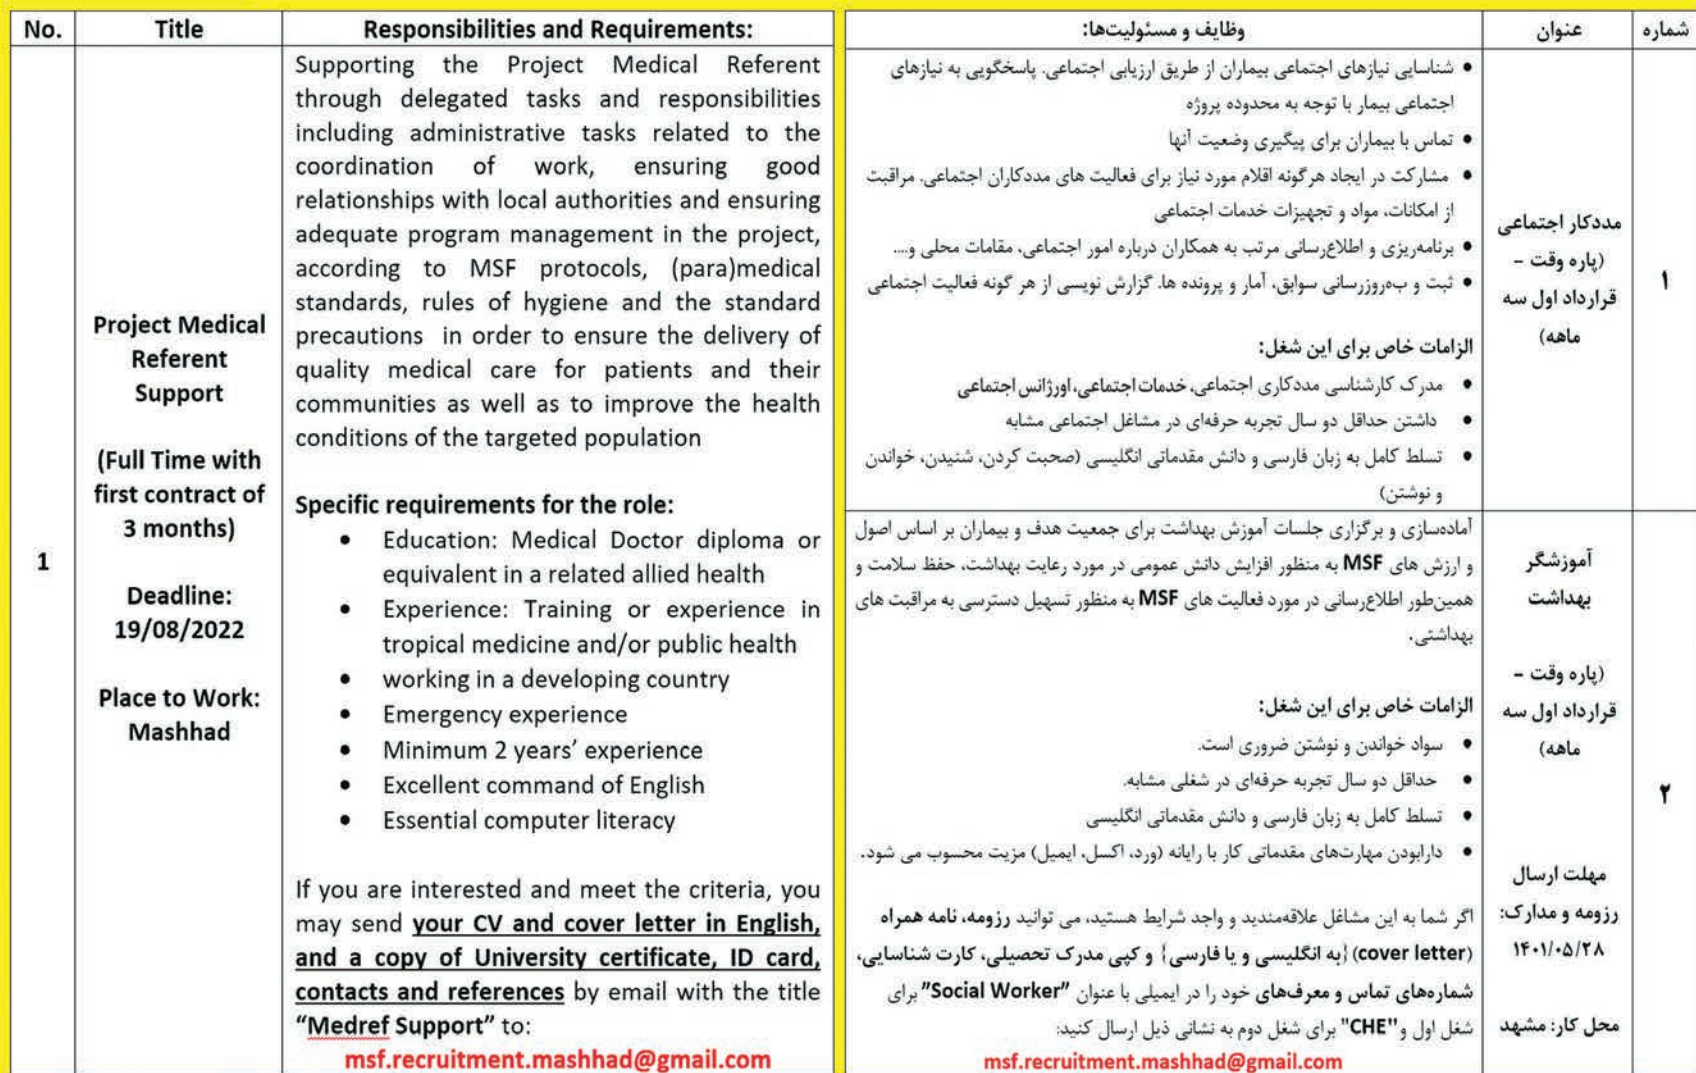 No. Title Responsibilities and Requirements:
1
Project Medical
Referent
Support
(Full Time with
first contract of
3 months)
Deadline:
19/08/2022
Place to Work:
Mashhad
Supporting the Project Medical Referent
through delegated tasks and responsibilities
including administrative tasks related to the
coordination of work, ensuring good
relationships with local authorities and ensuring
adequate program management in the project,
according to MSF protocols, (para)medical
standards, rules of hygiene and the standard
precautions in order to ensure the delivery of
quality medical care for patients and their
communities as well as to improve the health
conditions of the targeted population
Specific requirements for the role:
• Education: Medical Doctor diploma or
equivalent in a related allied health
• Experience: Training or experience in
tropical medicine and/or public health
• working in a developing country
• Emergency experience
• Minimum 2 years’ experience
• Excellent command of English
• Essential computer literacy
If you are interested and meet the criteria, you
may send your CV and cover letter in English,
and a copy of University certificate, ID card,
contacts and references by email with the title
“Medref Support” to:
msf.recruitment.mashhad@gmail.com
شماره عنوان وظایف و مسئولیت‌ها:
۱
مددکار اجتماعی
(پاره وقت –
قرارداد اول سه
ماهه)
• شناسایی نیازهای اجتماعی بیماران از طریق ارزیابی اجتماعی. پاسخگویی به نیازهای
اجتماعی بیمار با توجه به محدوده پروژه
• تماس با بیماران برای پیگیری وضعیت آنها
• مشارکت در ایجاد هرگونه اقلام مورد نیاز برای فعالیت های مددکاران اجتماعی. مراقبت
از امکانات، مواد و تجهیزات خدمات اجتماعی
• برنامه‌ریزی و اطلاع‌رسانی مرتب به همکاران درباره امور اجتماعی، مقامات محلی و....
• ثبت و به‌روزرسانی سوابق، آمار و پرونده ها. گزارش نویسی از هر گونه فعالیت اجتماعی
الزامات خاص برای این شغل:
• مدرک کارشناسی مددکاری اجتماعی، خدمات اجتماعی، اورژانس اجتماعی
• داشتن حداقل دو سال تجربه حرفه‌ای در مشاغل اجتماعی مشابه
• تسلط کامل به زبان فارسی و دانش مقدماتی انگلیسی (صحبت کردن، شنیدن، خواندن
و نوشتن)
۲
آموزشگر
بهداشت
(پاره وقت –
قرارداد اول سه
ماهه)
مهلت ارسال
رزومه و مدارک:
۱۴۰۱/۰۵/۲۸
محل کار: مشهد
آماده‌سازی و برگزاری جلسات آموزش بهداشت برای جمعیت هدف و بیماران بر اساس اصول
و ارزش های MSF به منظور افزایش دانش عمومی در مورد رعایت بهداشت، حفظ سلامت و
همین‌طور اطلاع‌رسانی در مورد فعالیت های MSF به منظور تسهیل دسترسی به مراقبت های
بهداشتی.
الزامات خاص برای این شغل:
• سواد خواندن و نوشتن ضروری است.
• حداقل دو سال تجربه حرفه‌ای در شغلی مشابه.
• تسلط کامل به زبان فارسی و دانش مقدماتی انگلیسی
• دارابودن مهارت‌های مقدماتی کار با رایانه (ورد، اکسل، ایمیل) مزیت محسوب می شود.
اگر شما به این مشاغل علاقه‌مندید و واجد شرایط هستید، می توانید رزومه، نامه همراه
(cover letter) {به انگلیسی و یا فارسی} و کپی مدرک تحصیلی، کارت شناسایی،
شماره‌های تماس و معرف‌های خود را در ایمیلی با عنوان "Social Worker" برای
شغل اول و"CHE" برای شغل دوم به نشانی ذیل ارسال کنید:
msf.recruitment.mashhad@gmail.com